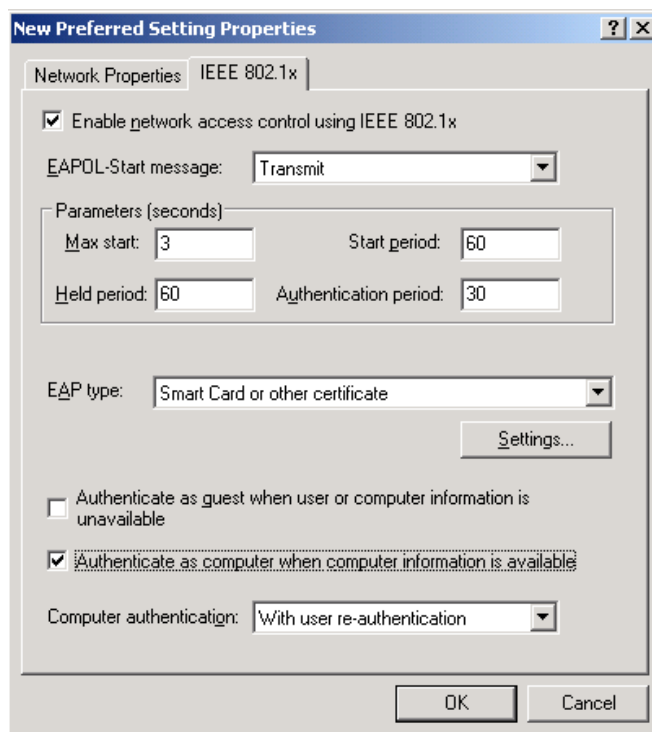 New Preferred Setting Properties
Network Properties IEEE 802.1x
Enable network access control using IEEE 802.1x
EAPOL-Start message: Transmit
Parameters (seconds)
Max start: 3 Start period: 60
Held period: 60 Authentication period: 30
EAP type: Smart Card or other certificate
Settings...
Authenticate as guest when user or computer information is
unavailable
Authenticate as computer when computer information is available
Computer authentication: With user re-authentication
OK Cancel